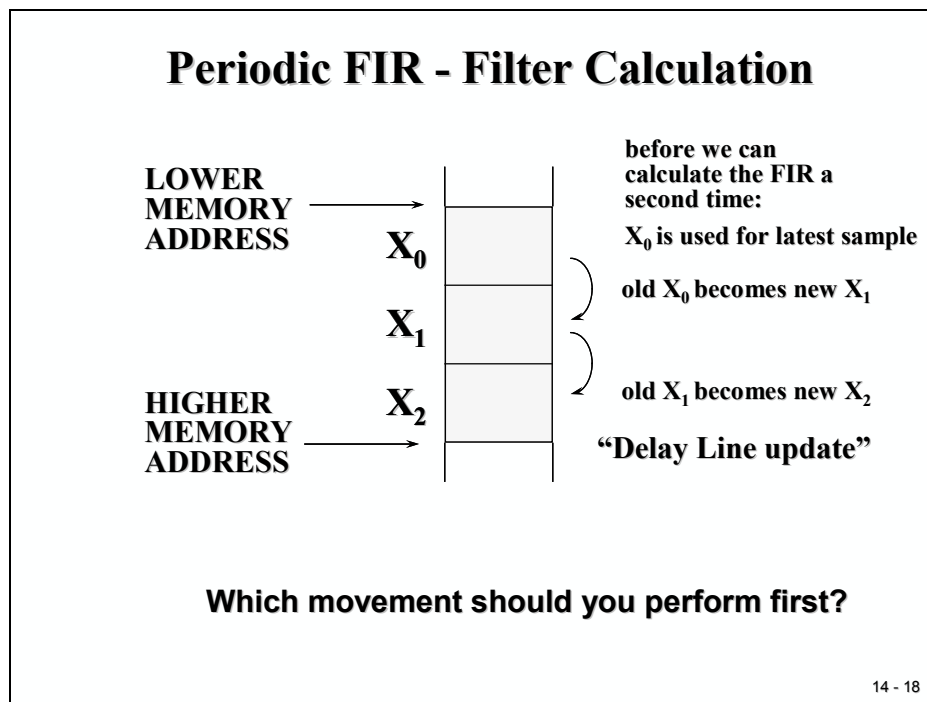 Periodic FIR - Filter Calculation
LOWER
MEMORY
ADDRESS
X0
X1
X2
HIGHER
MEMORY
ADDRESS
before we can
calculate the FIR a
second time:
X0 is used for latest sample
old X0 becomes new X1
old X1 becomes new X2
“Delay Line update”
Which movement should you perform first?
14 - 18